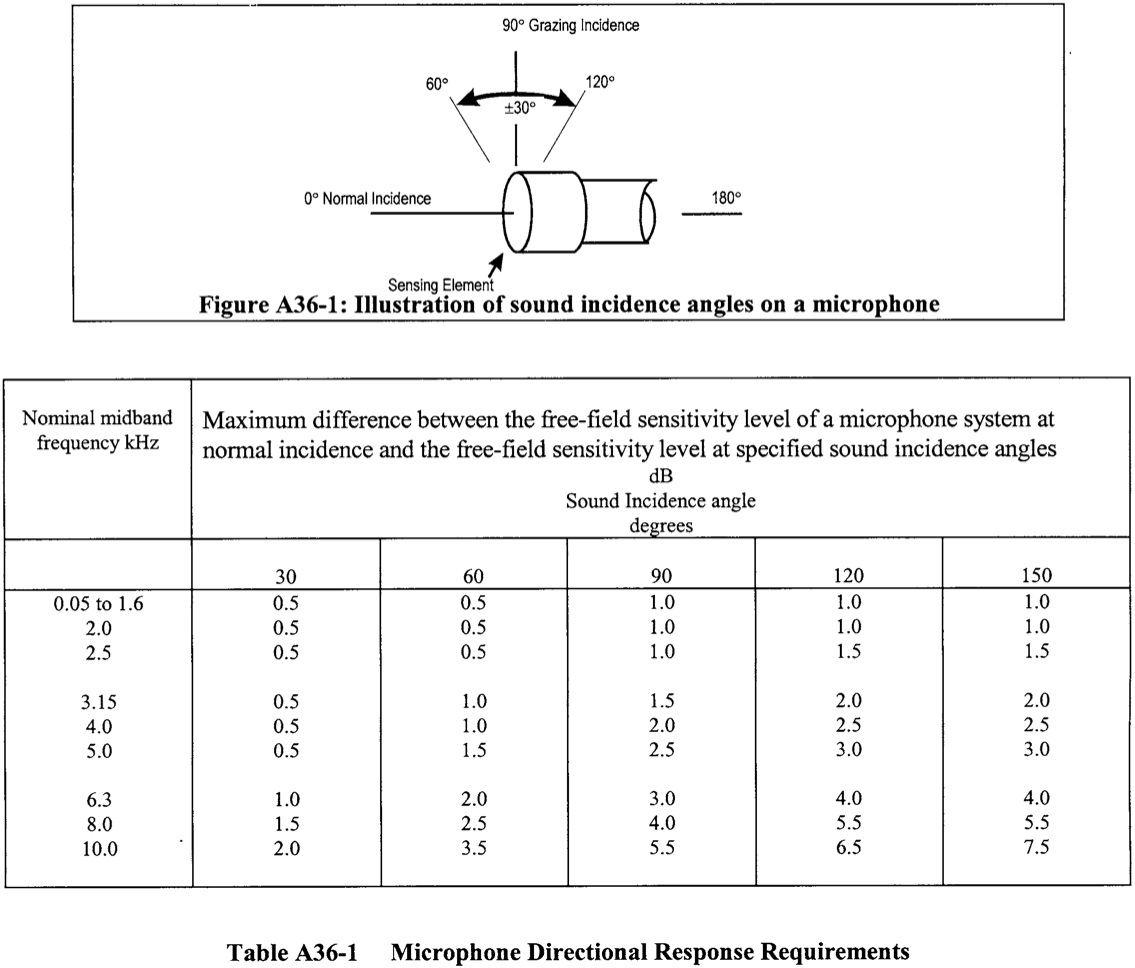 90° Grazing Incidence
60°
120°
±30°
0° Normal Incidence
180°
Sensing Element
Figure A36-1: Illustration of sound incidence angles on a microphone
Nominal midband
frequency kHz
Maximum difference between the free-field sensitivity level of a microphone system at
normal incidence and the free-field sensitivity level at specified sound incidence angles
dB
Sound Incidence angle
degrees
30 60 90 120 150
0.05 to 1.6 0.5 0.5 1.0 1.0 1.0
2.0 0.5 0.5 1.0 1.0 1.0
2.5 0.5 0.5 1.0 1.5 1.5
3.15 0.5 1.0 1.5 2.0 2.0
4.0 0.5 1.0 2.0 2.5 2.5
5.0 0.5 1.5 2.5 3.0 3.0
6.3 1.0 2.0 3.0 4.0 4.0
8.0 1.5 2.5 4.0 5.5 5.5
10.0 2.0 3.5 5.5 6.5 7.5
Table A36-1 Microphone Directional Response Requirements